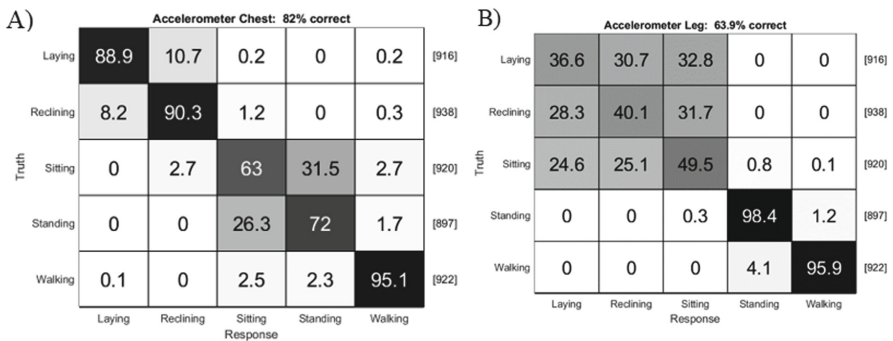 A)
Accelerometer Chest: 82% correct
Laying 88.9 10.7 0.2 0 0.2 [916]
Reclining 8.2 90.3 1.2 0 0.3 [938]
Sitting 0 2.7 63 31.5 2.7 [920]
Standing 0 0 26.3 72 1.7 [897]
Walking 0.1 0 2.5 2.3 95.1 [922]
Truth
Laying Reclining Sitting Standing Walking
Response
B)
Accelerometer Leg: 63.9% correct
Laying 36.6 30.7 32.8 0 0 [916]
Reclining 28.3 40.1 31.7 0 0 [938]
Sitting 24.6 25.1 49.5 0.8 0.1 [920]
Standing 0 0 0.3 98.4 1.2 [897]
Walking 0 0 0 4.1 95.9 [922]
Truth
Laying Reclining Sitting Standing Walking
Response